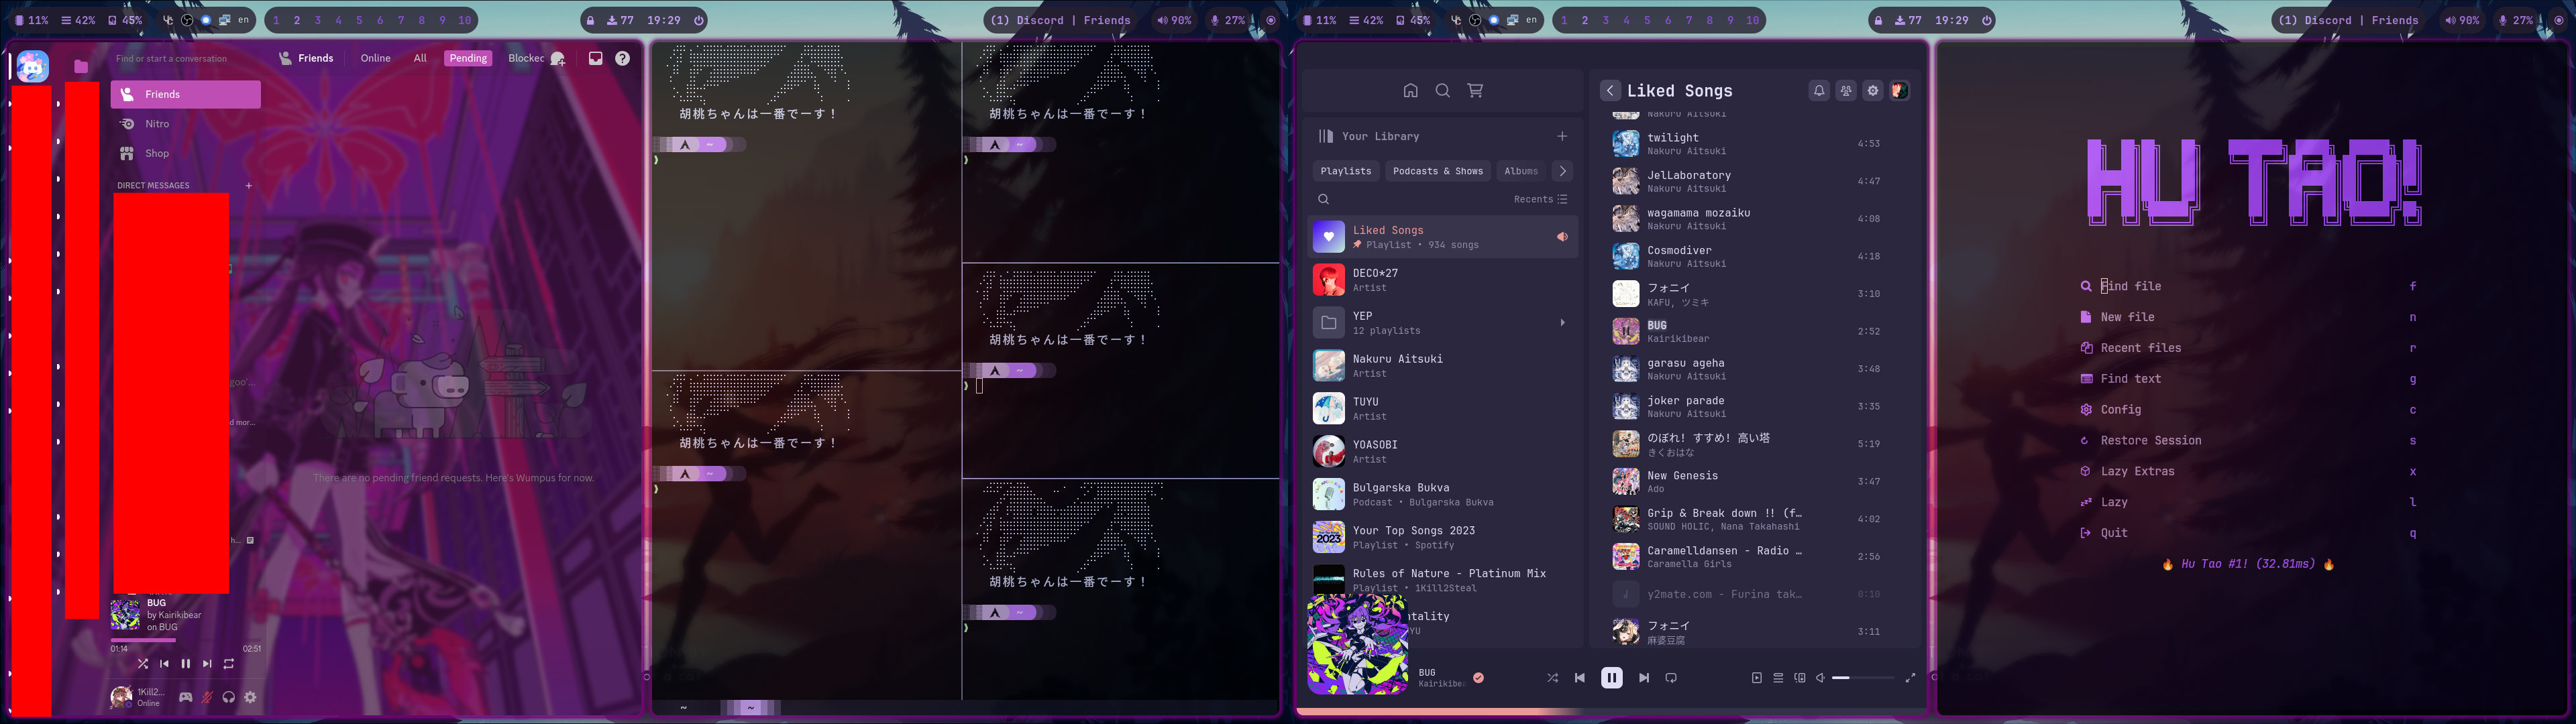 11% 42% 45% en
1 2 3 4 5 6 7 8 9 10
77 19:29
(1) Discord | Friends
90% 27%
11% 42% 45% en
1 2 3 4 5 6 7 8 9 10
77 19:29
(1) Discord | Friends
90% 27%
Find or start a conversation
Friends Online All Pending Blocked
Friends
Nitro
Shop
DIRECT MESSAGES +
goo'...
d mor...
h...
There are no pending friend requests. Here's Wumpus for now.
BUG
by Kairikibear
on BUG
01:14 02:51
1Kill2...
Online
胡桃ちゃんは一番でーす！
~
胡桃ちゃんは一番でーす！
~
胡桃ちゃんは一番でーす！
~
胡桃ちゃんは一番でーす！
~
胡桃ちゃんは一番でーす！
~
~ ~
Your Library
Playlists Podcasts & Shows Albums
Recents
Liked Songs
Playlist • 934 songs
DECO*27
Artist
YEP
12 playlists
Nakuru Aitsuki
Artist
TUYU
Artist
YOASOBI
Artist
Bulgarska Bukva
Podcast • Bulgarska Bukva
Your Top Songs 2023
Playlist • Spotify
Rules of Nature - Platinum Mix
Playlist • 1Kill2Steal
ntality
YU
BUG
Kairikibea
Liked Songs
Nakuru Aitsuki
twilight
Nakuru Aitsuki 4:53
JelLaboratory
Nakuru Aitsuki 4:47
wagamama mozaiku
Nakuru Aitsuki 4:08
Cosmodiver
Nakuru Aitsuki 4:18
フォニイ
KAFU, ツミキ 3:10
BUG
Kairikibear 2:52
garasu ageha
Nakuru Aitsuki 3:48
joker parade
Nakuru Aitsuki 3:35
のぼれ! すすめ! 高い塔
きくおはな 5:19
New Genesis
Ado 3:47
Grip & Break down !! (f…
SOUND HOLIC, Nana Takahashi 4:02
Caramelldansen - Radio …
Caramella Girls 2:56
y2mate.com - Furina tak… 0:10
フォニイ
麻婆豆腐 3:11
HU TAO!
Find file f
New file n
Recent files r
Find text g
Config c
Restore Session s
Lazy Extras x
Lazy l
Quit q
🔥 Hu Tao #1! (32.81ms) 🔥